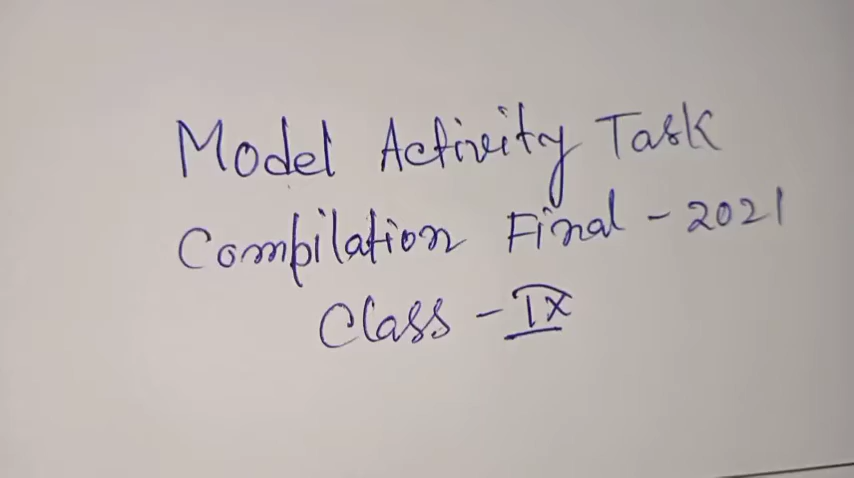 Model Activity Task
Compilation Final - 2021
Class - IX